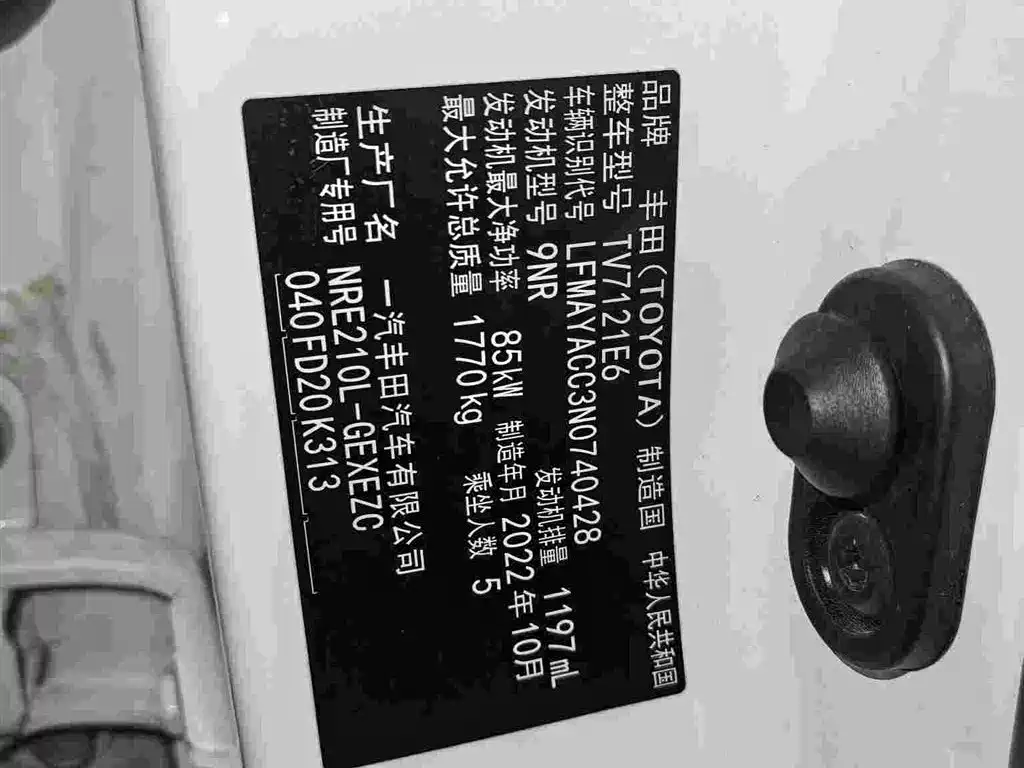 品牌 丰田(TOYOTA) 制造国 中华人民共和国
整车型号 TV7121E6
车辆识别代号 LFMAYACC3N0740428
发动机型号 9NR 发动机排量 1197 mL
发动机最大净功率 85kW 制造年月 2022年10月
最大允许总质量 1770kg 乘坐人数 5
生产厂名 一汽丰田汽车有限公司
制造厂专用号 NRE210L-GEXEZC
040FD20K313